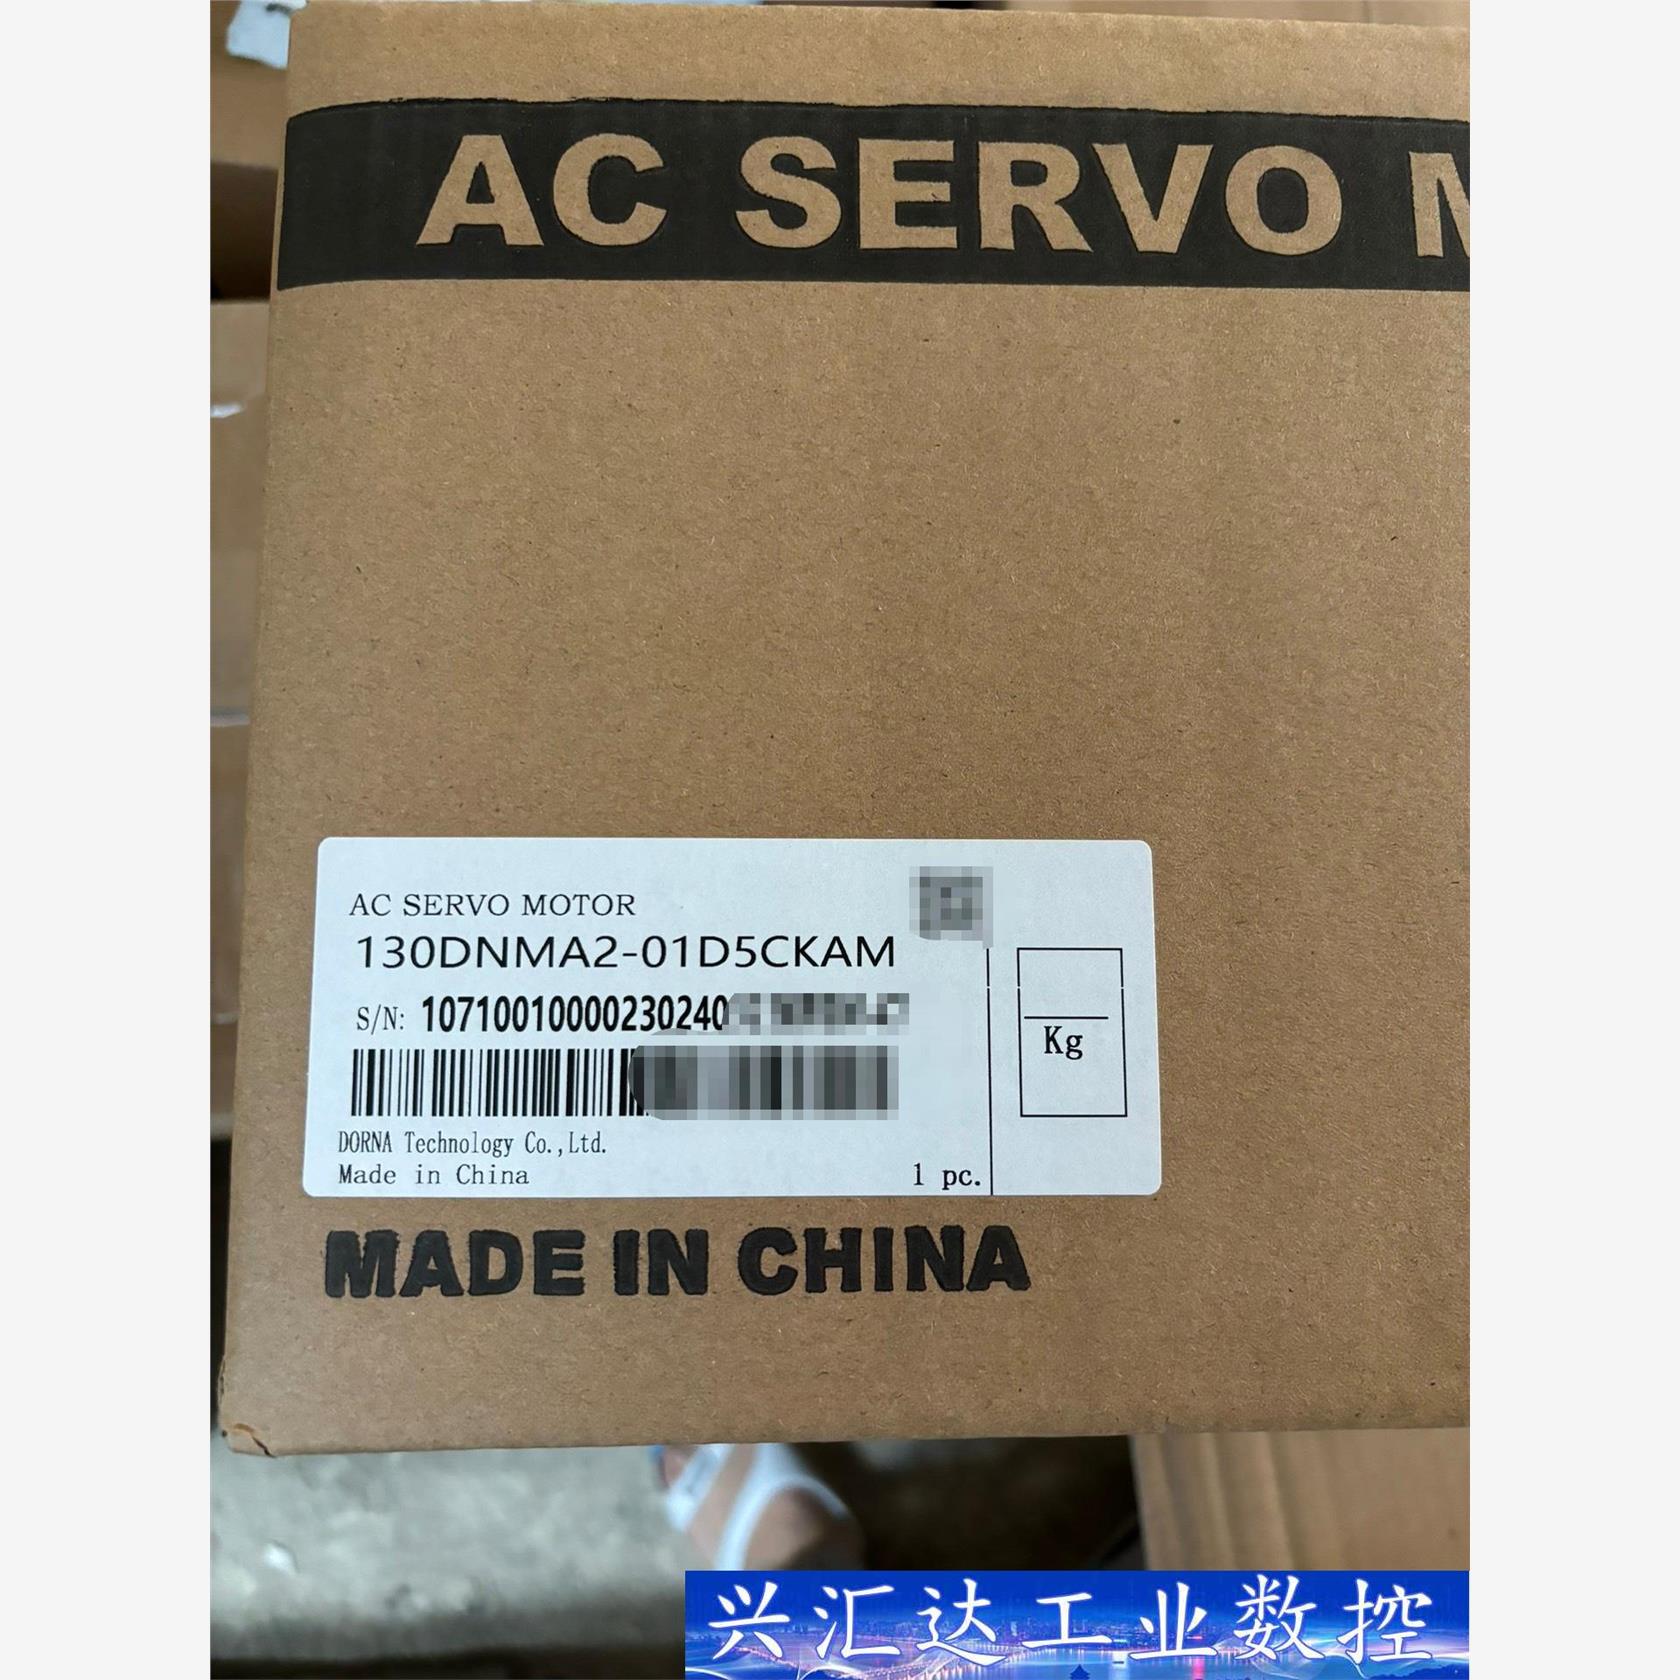 AC SERVO
AC SERVO MOTOR
130DNMA2-01D5CKAM
S/N: 10710010000230240
Kg
DORNA Technology Co.,Ltd.
Made in China
1 pc.
MADE IN CHINA
兴汇达工业数控